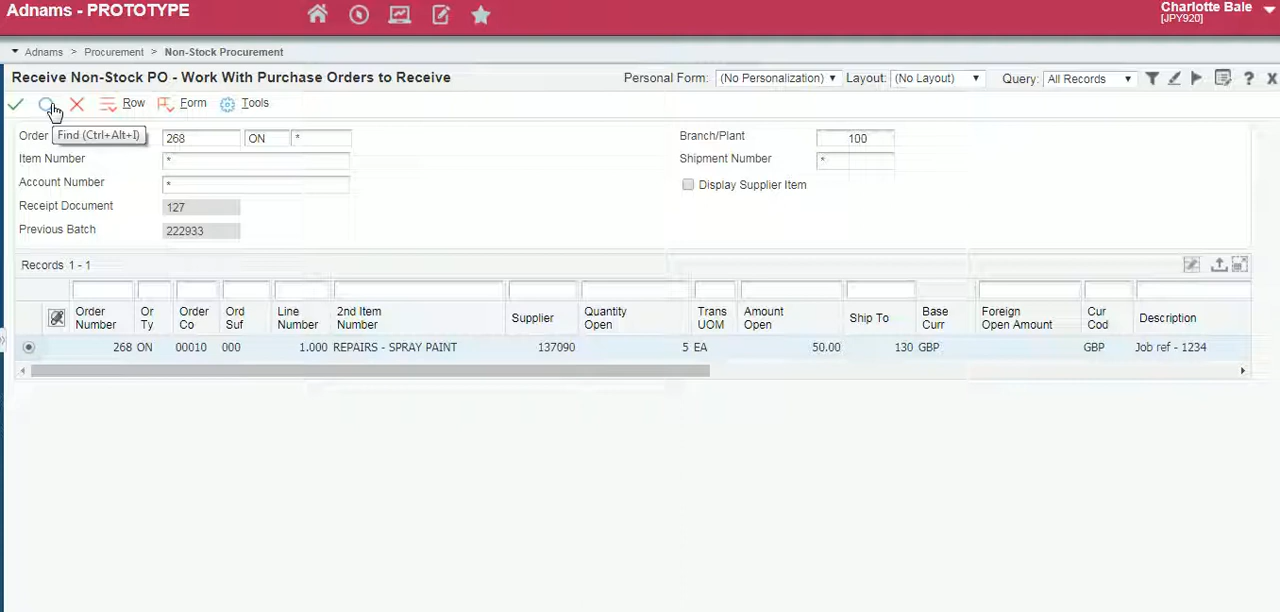 Adnams - PROTOTYPE
Charlotte Bale
[JPY920]
Adnams > Procurement > Non-Stock Procurement
Receive Non-Stock PO - Work With Purchase Orders to Receive
Personal Form: (No Personalization) Layout: (No Layout) Query: All Records
Row Form Tools
Find (Ctrl+Alt+I)
Order 268 ON *
Branch/Plant 100
Item Number *
Shipment Number *
Account Number *
Display Supplier Item
Receipt Document 127
Previous Batch 222933
Records 1 - 1
Order Number Or Ty Order Co Ord Suf Line Number 2nd Item Number Supplier Quantity Open Trans UOM Amount Open Ship To Base Curr Foreign Open Amount Cur Cod Description
268 ON 00010 000 1.000 REPAIRS - SPRAY PAINT 137090 5 EA 50.00 130 GBP GBP Job ref - 1234